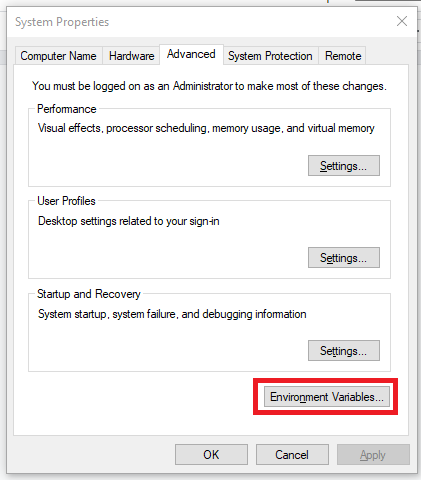 System Properties
Computer Name Hardware Advanced System Protection Remote
You must be logged on as an Administrator to make most of these changes.
Performance
Visual effects, processor scheduling, memory usage, and virtual memory
Settings...
User Profiles
Desktop settings related to your sign-in
Settings...
Startup and Recovery
System startup, system failure, and debugging information
Settings...
Environment Variables...
OK Cancel Apply